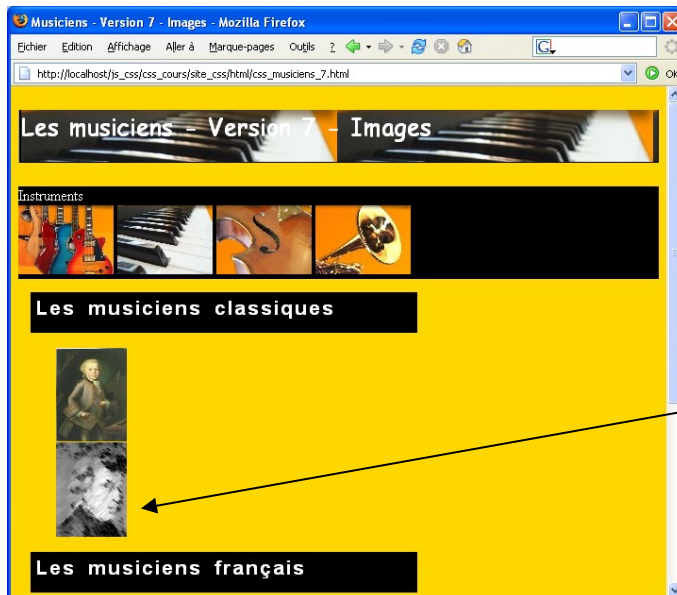 Musiciens - Version 7 - Images - Mozilla Firefox
Fichier Edition Affichage Aller à Marque-pages Outils ?
G
http://localhost/js_css/css_cours/site_css/html/css_musiciens_7.html
OK
Les musiciens - Version 7 - Images
Instruments
Les musiciens classiques
Les musiciens français